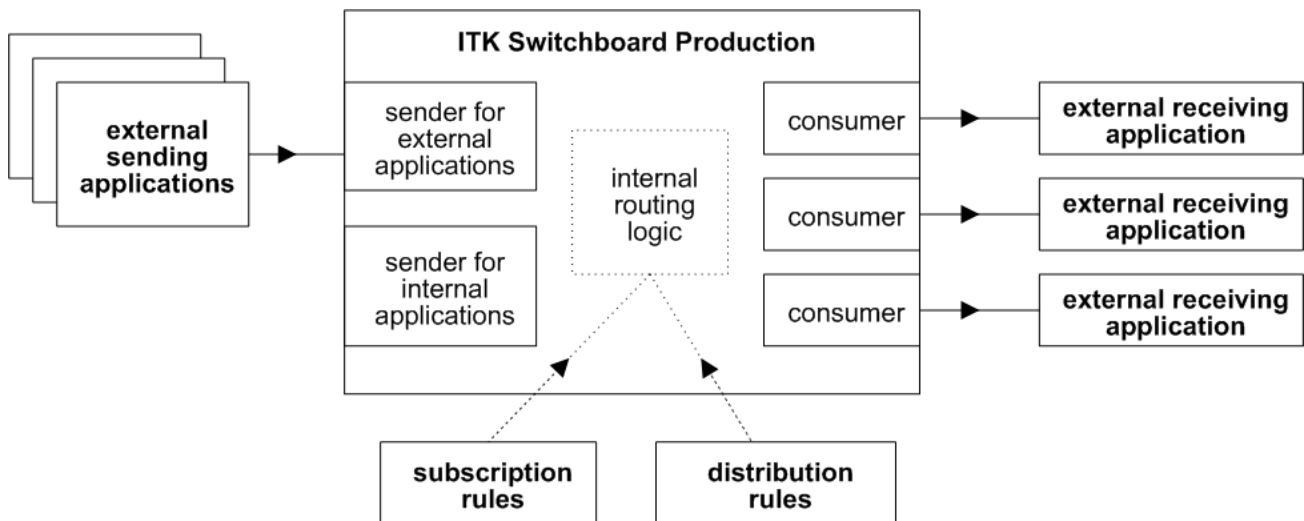 ITK Switchboard Production
external
sending
applications
sender for
external
applications
sender for
internal
applications
internal
routing
logic
consumer
consumer
consumer
external receiving
application
external receiving
application
external receiving
application
subscription
rules
distribution
rules